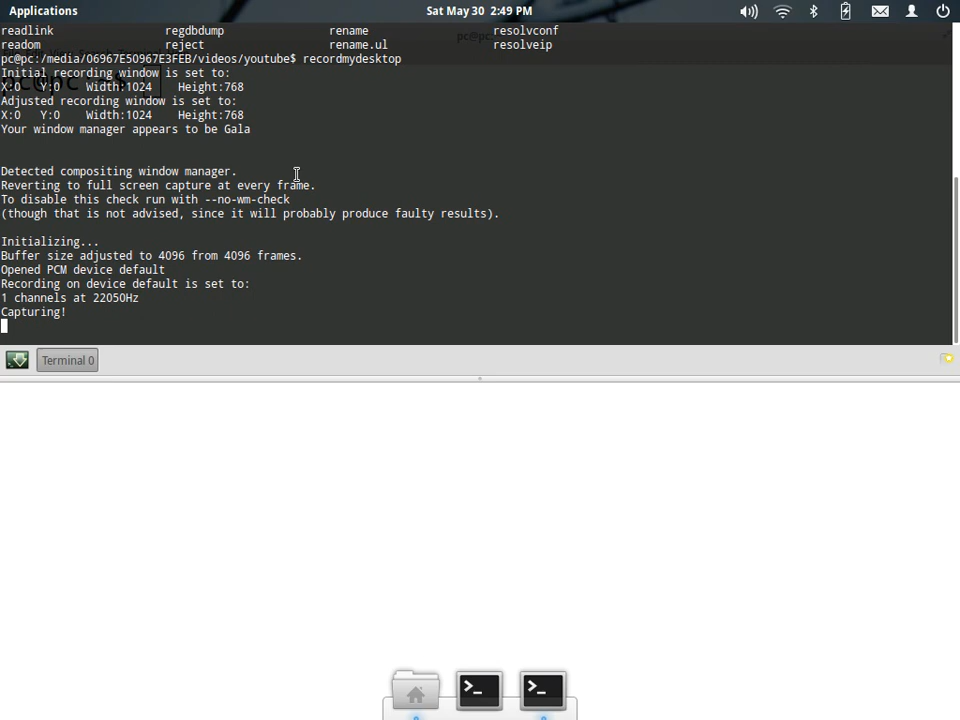 Applications
Sat May 30 2:49 PM
readlink regdbdump rename resolvconf
readom reject rename.ul resolveip
pc@pc:/media/06967E50967E3FEB/videos/youtube$ recordmydesktop
Initial recording window is set to:
X:0 Y:0 Width:1024 Height:768
Adjusted recording window is set to:
X:0 Y:0 Width:1024 Height:768
Your window manager appears to be Gala
Detected compositing window manager.
Reverting to full screen capture at every frame.
To disable this check run with --no-wm-check
(though that is not advised, since it will probably produce faulty results).
Initializing...
Buffer size adjusted to 4096 from 4096 frames.
Opened PCM device default
Recording on device default is set to:
1 channels at 22050Hz
Capturing!
Terminal 0